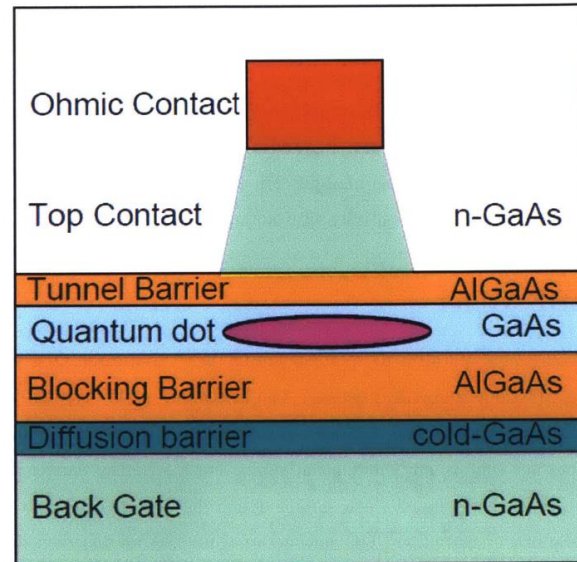 Ohmic Contact
Top Contact n-GaAs
Tunnel Barrier AlGaAs
Quantum dot GaAs
Blocking Barrier AlGaAs
Diffusion barrier cold-GaAs
Back Gate n-GaAs